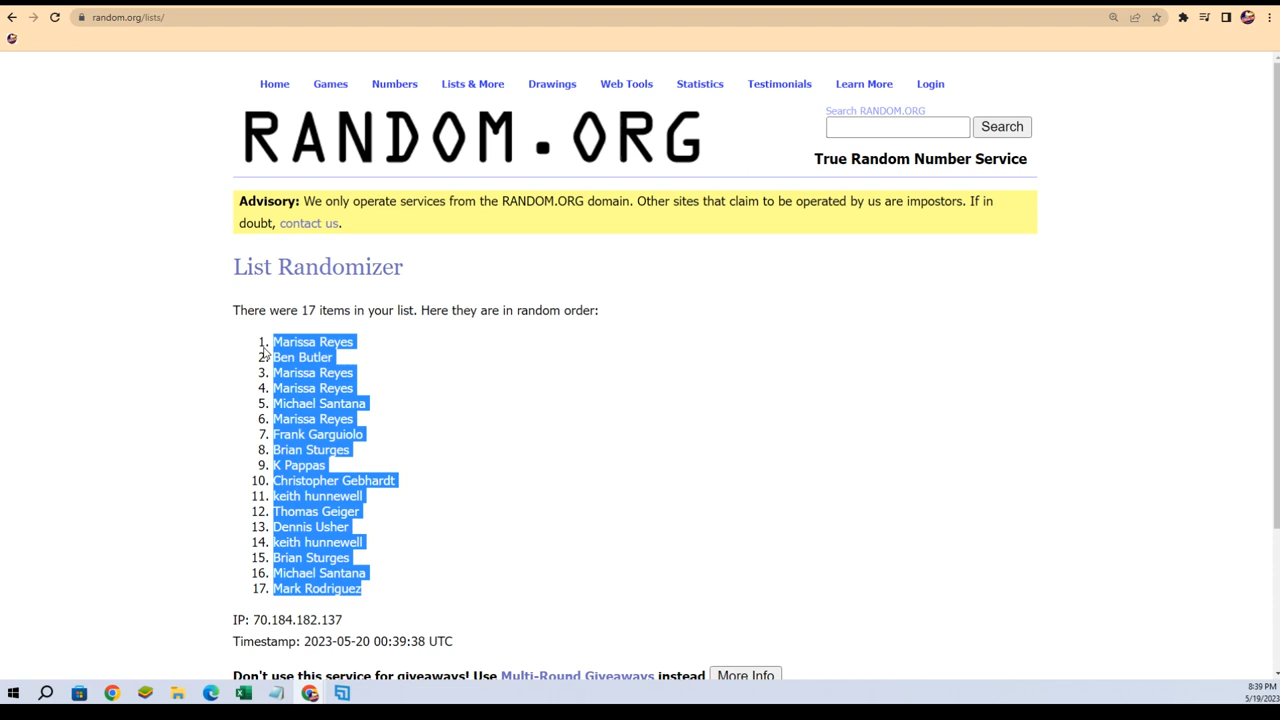 random.org/lists/
Home Games Numbers Lists & More Drawings Web Tools Statistics Testimonials Learn More Login
RANDOM.ORG
Search RANDOM.ORG
Search
True Random Number Service
Advisory: We only operate services from the RANDOM.ORG domain. Other sites that claim to be operated by us are impostors. If in
doubt, contact us.
List Randomizer
There were 17 items in your list. Here they are in random order:
1. Marissa Reyes
2. Ben Butler
3. Marissa Reyes
4. Marissa Reyes
5. Michael Santana
6. Marissa Reyes
7. Frank Garguiolo
8. Brian Sturges
9. K Pappas
10. Christopher Gebhardt
11. keith hunnewell
12. Thomas Geiger
13. Dennis Usher
14. keith hunnewell
15. Brian Sturges
16. Michael Santana
17. Mark Rodriguez
IP: 70.184.182.137
Timestamp: 2023-05-20 00:39:38 UTC
Don't use this service for giveaways! Use Multi-Round Giveaways instead More Info
8:39 PM
5/19/2023